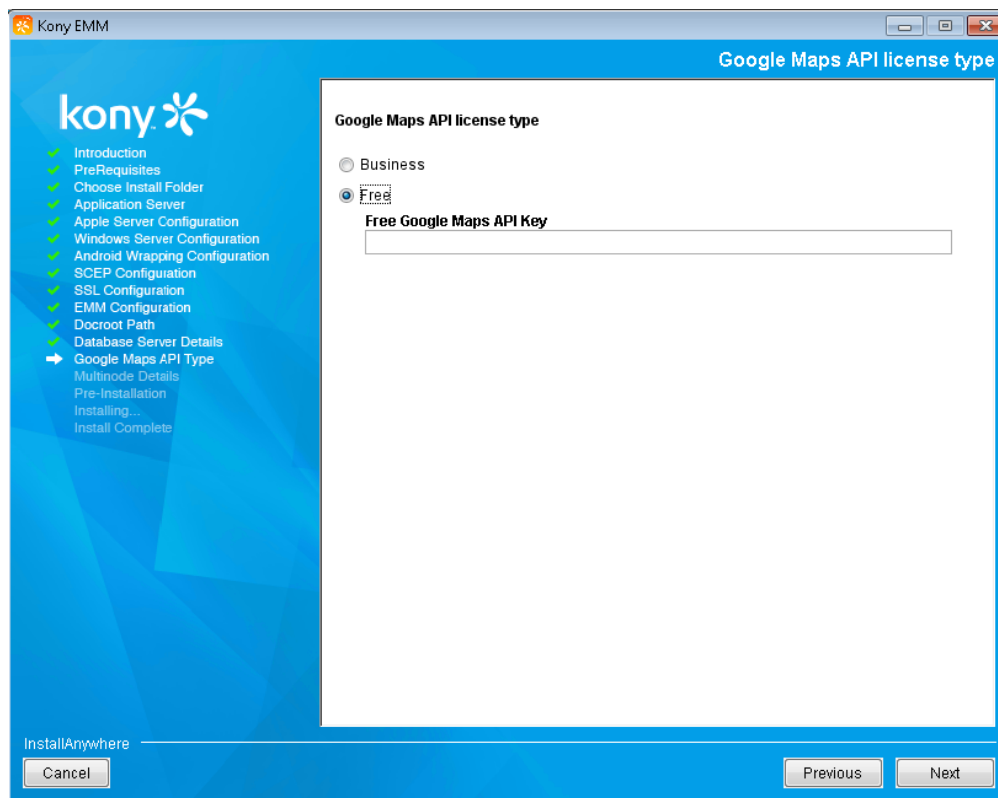 Kony EMM
Google Maps API license type
kony
Introduction
PreRequisites
Choose Install Folder
Application Server
Apple Server Configuration
Windows Server Configuration
Android Wrapping Configuration
SCEP Configuration
SSL Configuration
EMM Configuration
Docroot Path
Database Server Details
Google Maps API Type
Multinode Details
Pre-Installation
Installing...
Install Complete
Google Maps API license type
Business
Free
Free Google Maps API Key
InstallAnywhere
Cancel
Previous
Next